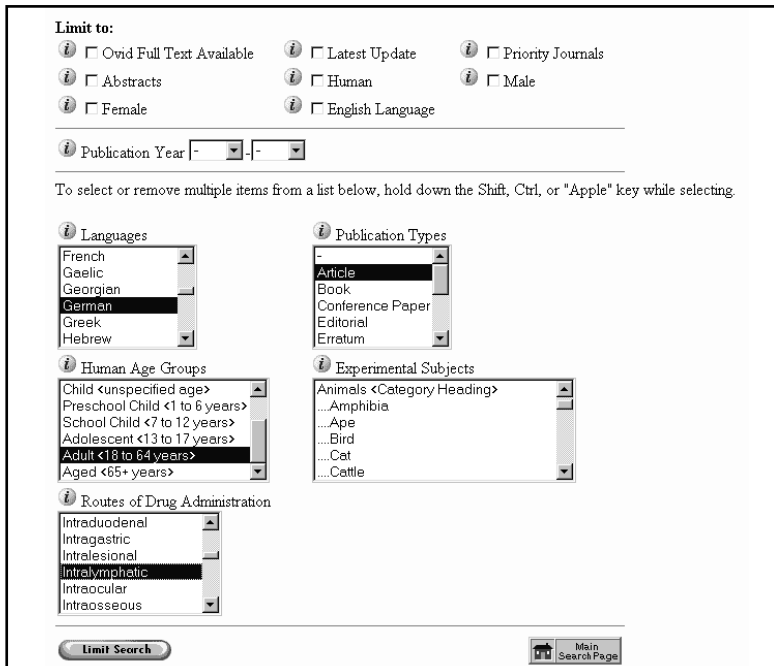 Limit to:
Ovid Full Text Available Latest Update Priority Journals
Abstracts Human Male
Female English Language
Publication Year - - -
To select or remove multiple items from a list below, hold down the Shift, Ctrl, or "Apple" key while selecting.
Languages
French
Gaelic
Georgian
German
Greek
Hebrew
Publication Types
-
Article
Book
Conference Paper
Editorial
Erratum
Human Age Groups
Child <unspecified age>
Preschool Child <1 to 6 years>
School Child <7 to 12 years>
Adolescent <13 to 17 years>
Adult <18 to 64 years>
Aged <65+ years>
Experimental Subjects
Animals <Category Heading>
....Amphibia
....Ape
....Bird
....Cat
....Cattle
Routes of Drug Administration
Intraduodenal
Intragastric
Intralesional
Intralymphatic
Intraocular
Intraosseous
Limit Search
Main
Search Page